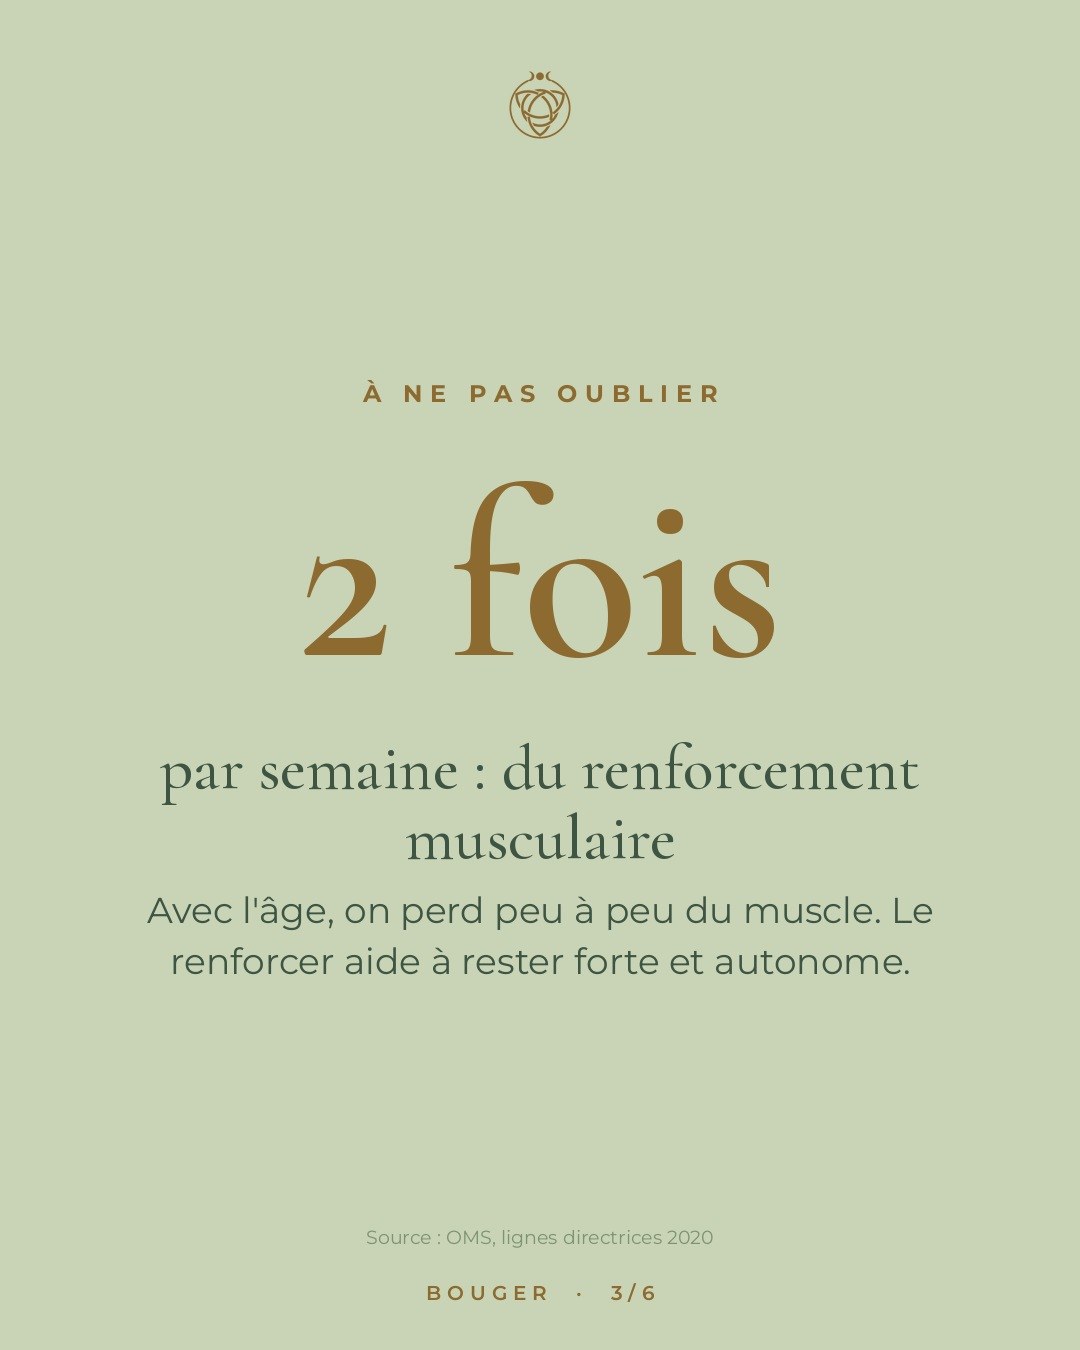 À NE PAS OUBLIER
2 fois
par semaine : du renforcement
musculaire
Avec l'âge, on perd peu à peu du muscle. Le
renforcer aide à rester forte et autonome.
Source : OMS, lignes directrices 2020
BOUGER · 3/6